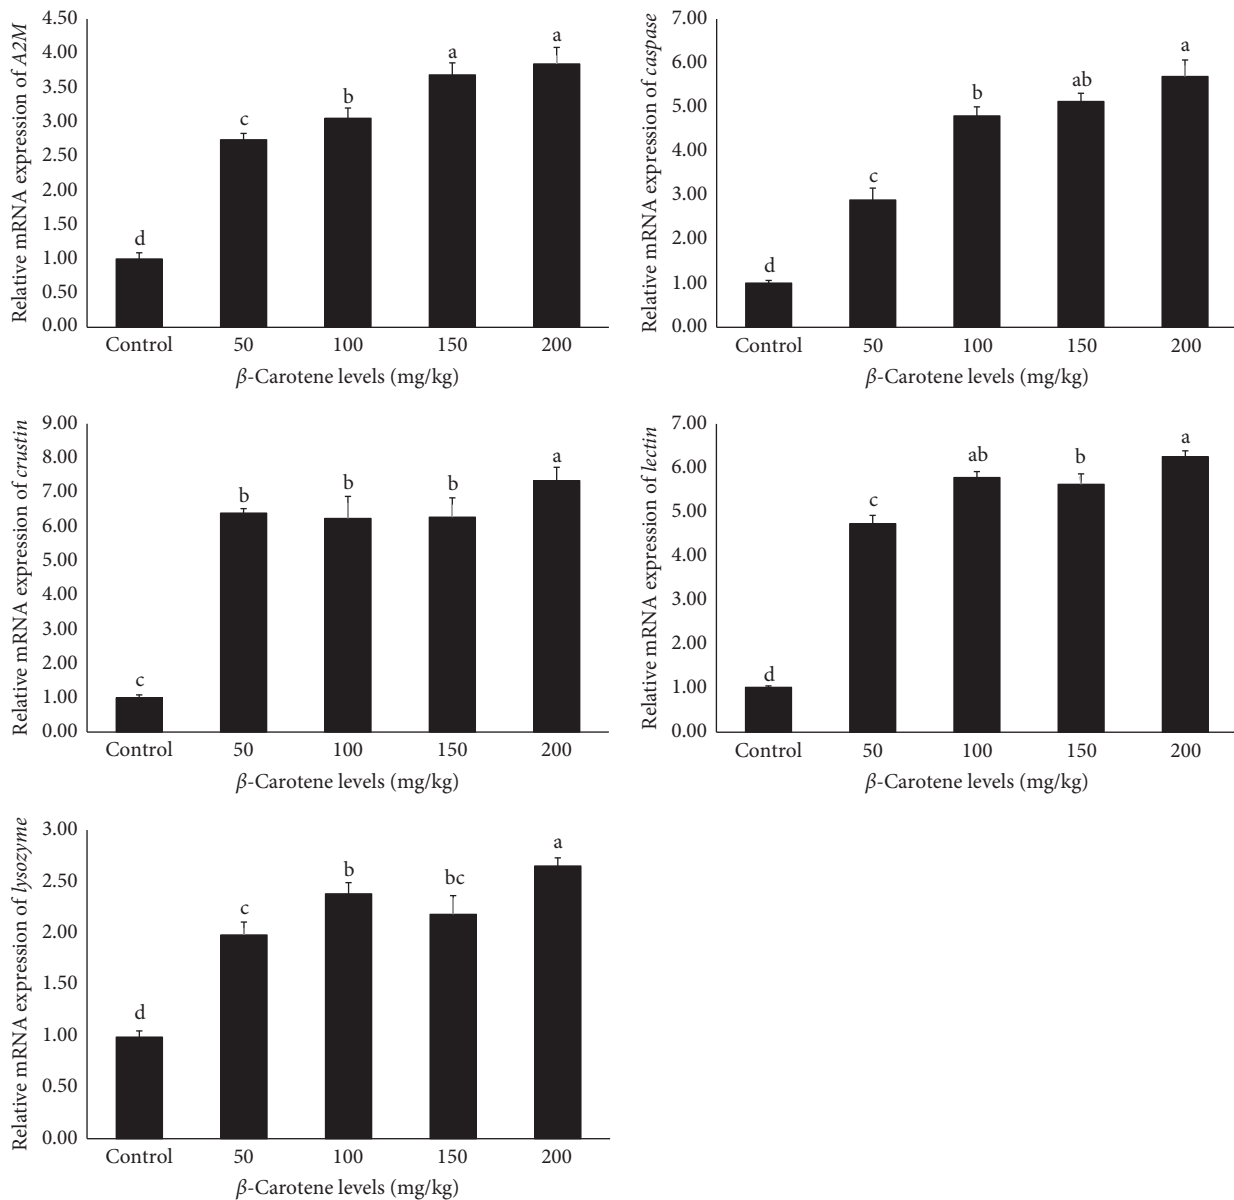 Relative mRNA expression of A2M
4.50
4.00
3.50
3.00
2.50
2.00
1.50
1.00
0.50
0.00
d
c
b
a
a
Control 50 100 150 200
β-Carotene levels (mg/kg)
Relative mRNA expression of caspase
7.00
6.00
5.00
4.00
3.00
2.00
1.00
0.00
d
c
b
ab
a
Control 50 100 150 200
β-Carotene levels (mg/kg)
Relative mRNA expression of crustin
9.00
8.00
7.00
6.00
5.00
4.00
3.00
2.00
1.00
0.00
c
b
b
b
a
Control 50 100 150 200
β-Carotene levels (mg/kg)
Relative mRNA expression of lectin
7.00
6.00
5.00
4.00
3.00
2.00
1.00
0.00
d
c
ab
b
a
Control 50 100 150 200
β-Carotene levels (mg/kg)
Relative mRNA expression of lysozyme
3.00
2.50
2.00
1.50
1.00
0.50
0.00
d
c
b
bc
a
Control 50 100 150 200
β-Carotene levels (mg/kg)